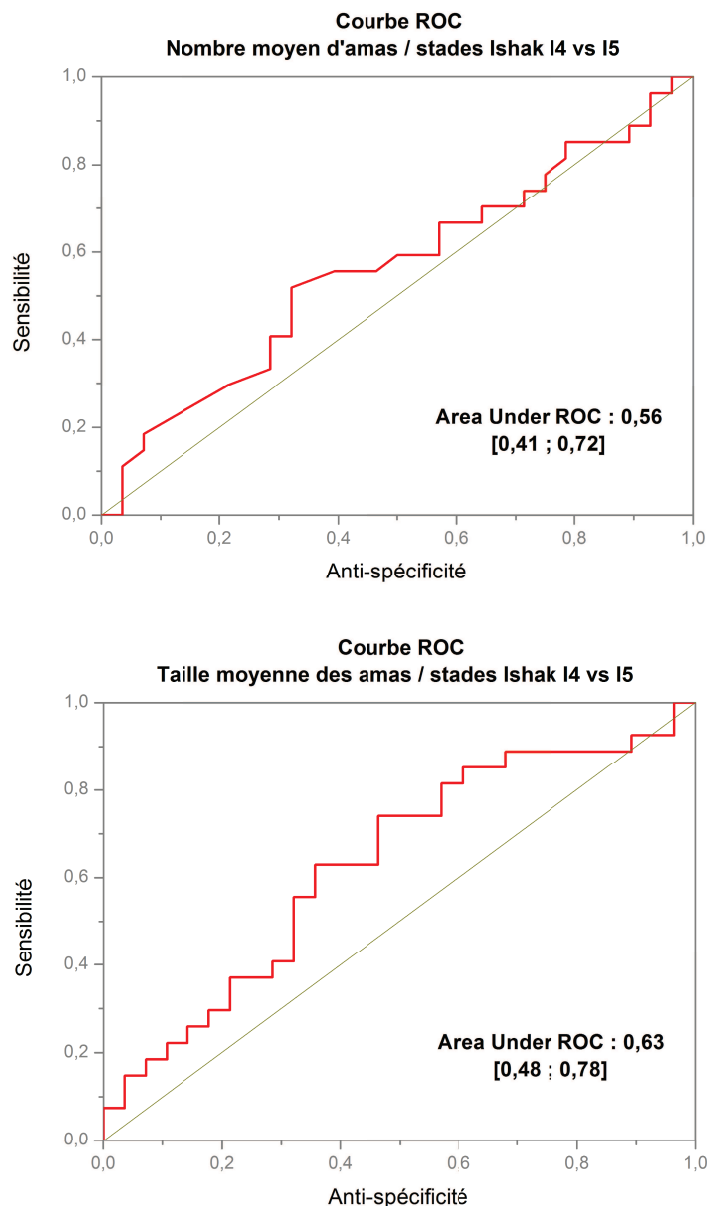 Courbe ROC
Nombre moyen d'amas / stades Ishak I4 vs I5
1,0
0,8
0,6
0,4
0,2
0,0
Sensibilité
Area Under ROC : 0,56
[0,41 ; 0,72]
0,0 0,2 0,4 0,6 0,8 1,0
Anti-spécificité
Courbe ROC
Taille moyenne des amas / stades Ishak I4 vs I5
1,0
0,8
0,6
0,4
0,2
0,0
Sensibilité
Area Under ROC : 0,63
[0,48 ; 0,78]
0,0 0,2 0,4 0,6 0,8 1,0
Anti-spécificité